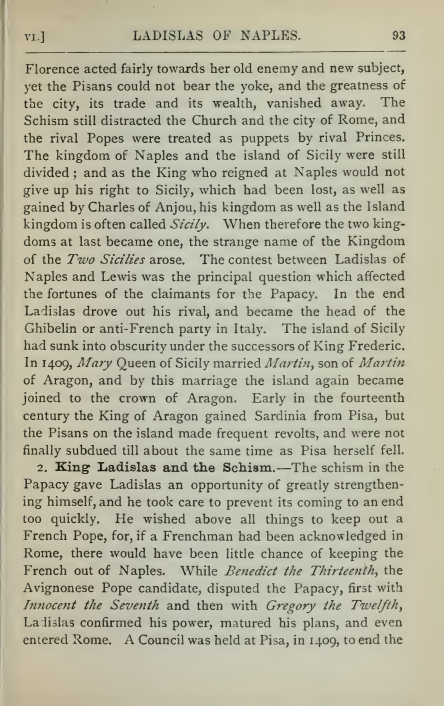 VI.] LADISLAS OF NAPLES. 93
Florence acted fairly towards her old enemy and new subject,
yet the Pisans could not bear the yoke, and the greatness of
the city, its trade and its wealth, vanished away. The
Schism still distracted the Church and the city of Rome, and
the rival Popes were treated as puppets by rival Princes.
The kingdom of Naples and the island of Sicily were still
divided ; and as the King who reigned at Naples would not
give up his right to Sicily, which had been lost, as well as
gained by Charles of Anjou, his kingdom as well as the Island
kingdom is often called Sicily. When therefore the two king-
doms at last became one, the strange name of the Kingdom
of the Two Sicilies arose. The contest between Ladislas of
Naples and Lewis was the principal question which affected
the fortunes of the claimants for the Papacy. In the end
Ladislas drove out his rival, and became the head of the
Ghibelin or anti-French party in Italy. The island of Sicily
had sunk into obscurity under the successors of King Frederic.
In 1409, Mary Queen of Sicily married Martin, son of Martin
of Aragon, and by this marriage the island again became
joined to the crown of Aragon. Early in the fourteenth
century the King of Aragon gained Sardinia from Pisa, but
the Pisans on the island made frequent revolts, and were not
finally subdued till about the same time as Pisa herself fell.
2. King Ladislas and the Schism.—The schism in the
Papacy gave Ladislas an opportunity of greatly strengthen-
ing himself, and he took care to prevent its coming to an end
too quickly. He wished above all things to keep out a
French Pope, for, if a Frenchman had been acknowledged in
Rome, there would have been little chance of keeping the
French out of Naples. While Benedict the Thirteenth, the
Avignonese Pope candidate, disputed the Papacy, first with
Innocent the Seventh and then with Gregory the Twelfth,
Ladislas confirmed his power, matured his plans, and even
entered Rome. A Council was held at Pisa, in 1409, to end the